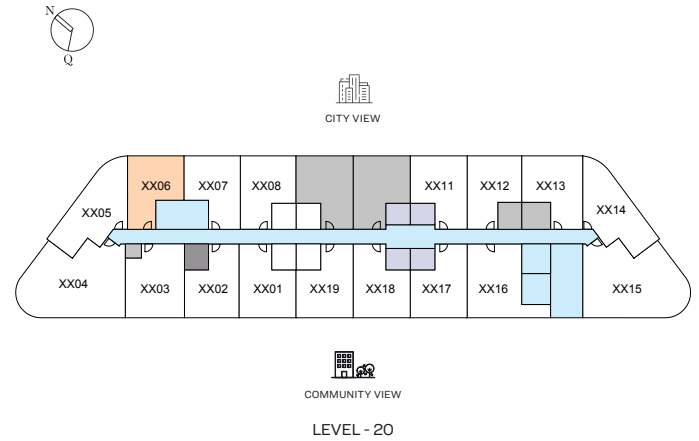 N
Q
CITY VIEW
XX06 XX07 XX08 XX11 XX12 XX13
XX05 XX14
XX04 XX03 XX02 XX01 XX19 XX18 XX17 XX16 XX15
COMMUNITY VIEW
LEVEL - 20